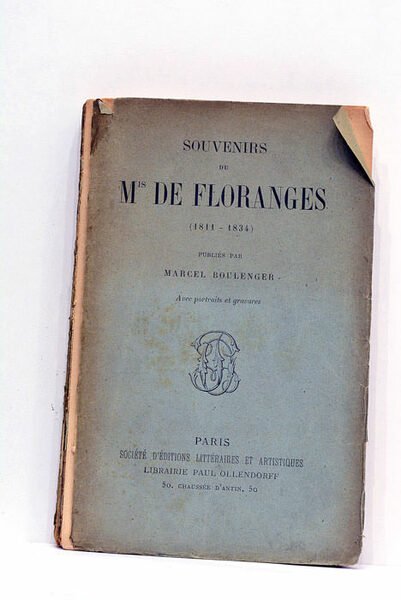 SOUVENIRS
DU
Mis DE FLORANGES
(1811 - 1834)
PUBLIÉS PAR
MARCEL BOULENGER
Avec portraits et gravures
PARIS
SOCIÉTÉ D'ÉDITIONS LITTÉRAIRES ET ARTISTIQUES
LIBRAIRIE PAUL OLLENDORFF
50, CHAUSSÉE D'ANTIN, 50